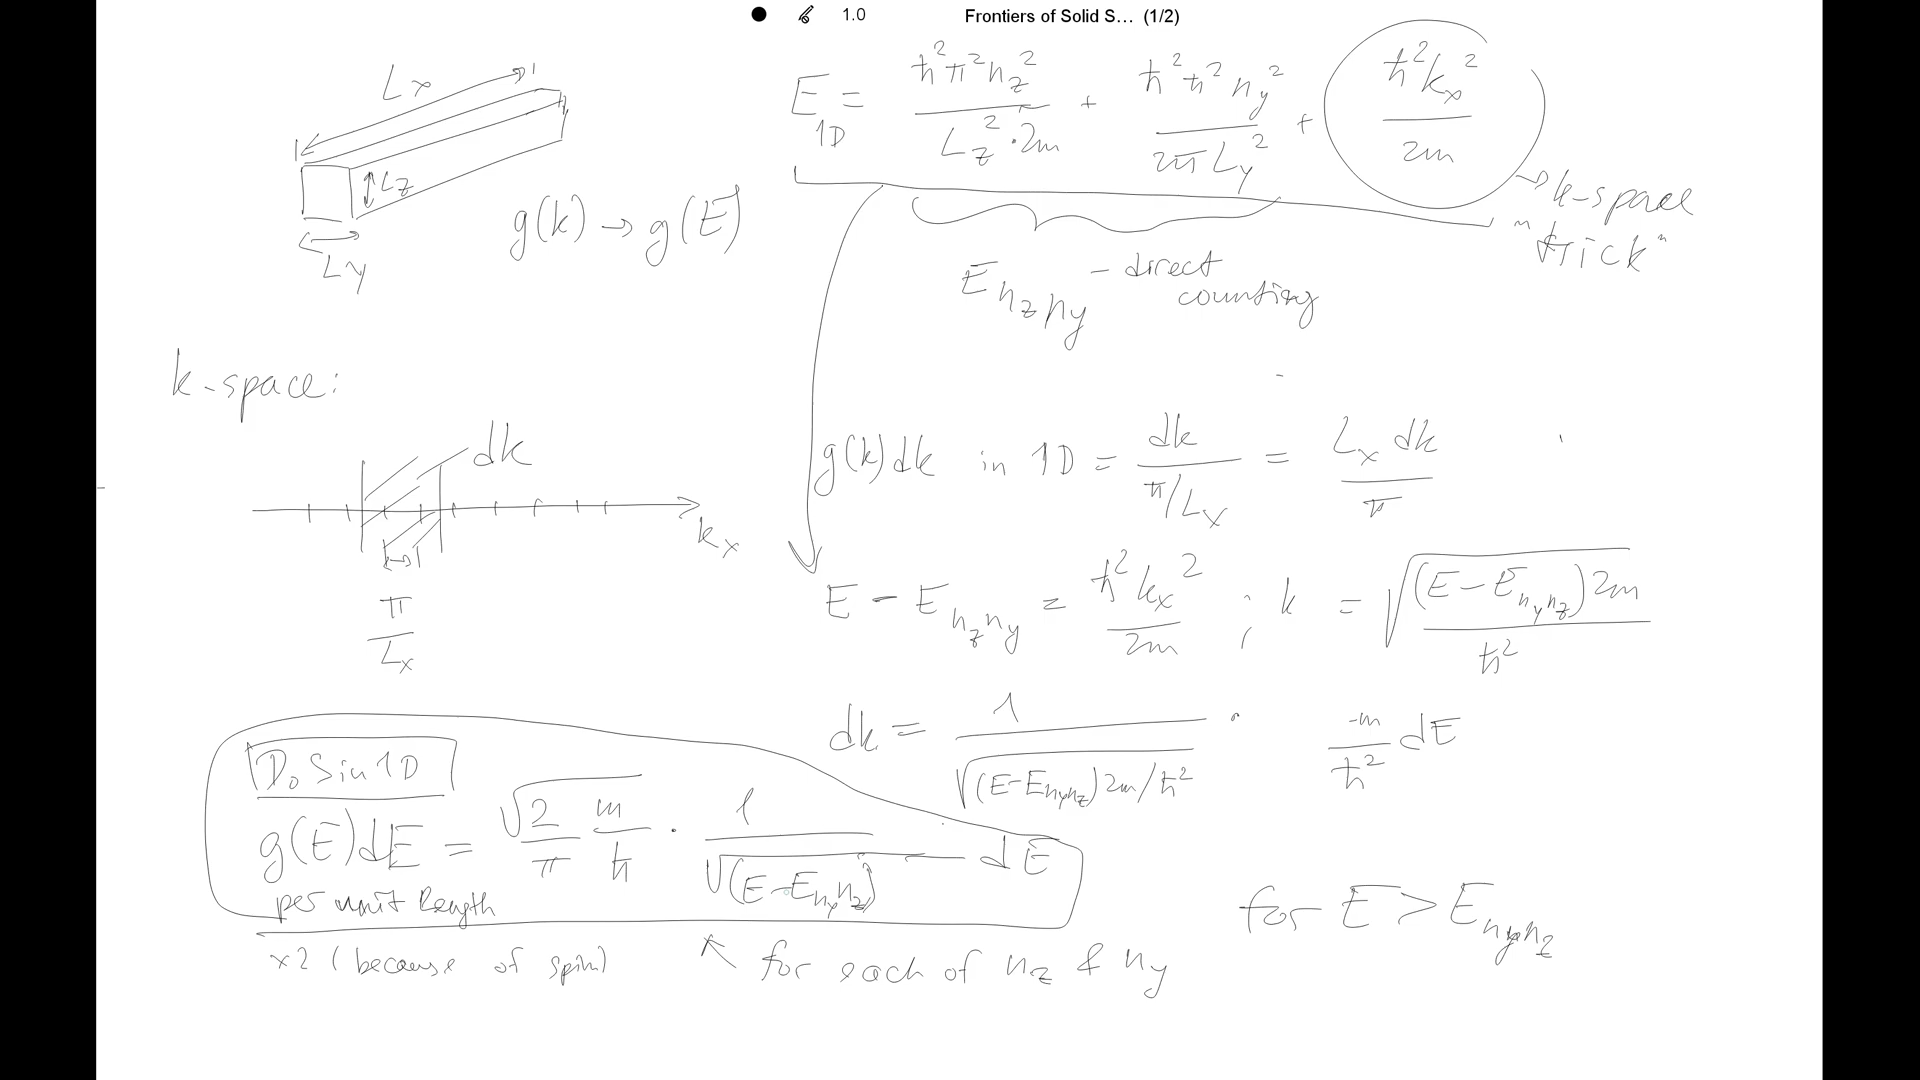 1.0 Frontiers of Solid S... (1/2)
Lx
Lz
Ly
g(k) → g(E)
E1D = ħ²π²nz² / Lz²·2m + ħ²π²ny² / 2m Ly² + ħ²kx² / 2m
→ k-space
"trick"
Enzny - direct
counting
k-space:
dk
kx
π / Lx
g(k)dk in 1D = dk / π/Lx = Lx dk / π
E - Enzny = ħ²kx² / 2m ; k = √((E - Enynz)2m / ħ²)
dk = 1 / √((E-Enynz)2m/ħ²) · m / ħ² dE
DoS in 1D
g(E)dE = √2 / π m / ħ · 1 / √(E-Enynz) dE
per unit length
for E > Enynz
x2 (because of spin)
for each of nz & ny